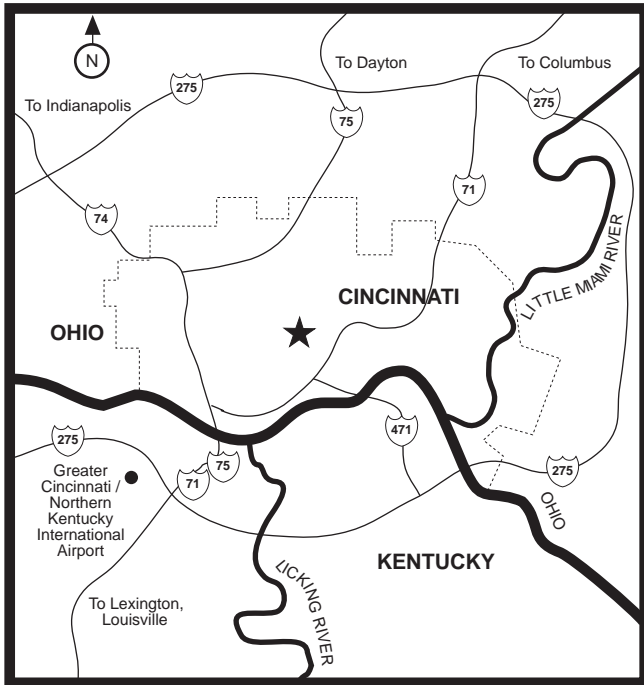 N
To Dayton
To Columbus
To Indianapolis
275
275
75
71
74
CINCINNATI
LITTLE MIAMI RIVER
OHIO
471
275
75
71
275
Greater
Cincinnati /
Northern
Kentucky
International
Airport
OHIO
KENTUCKY
LICKING RIVER
To Lexington,
Louisville